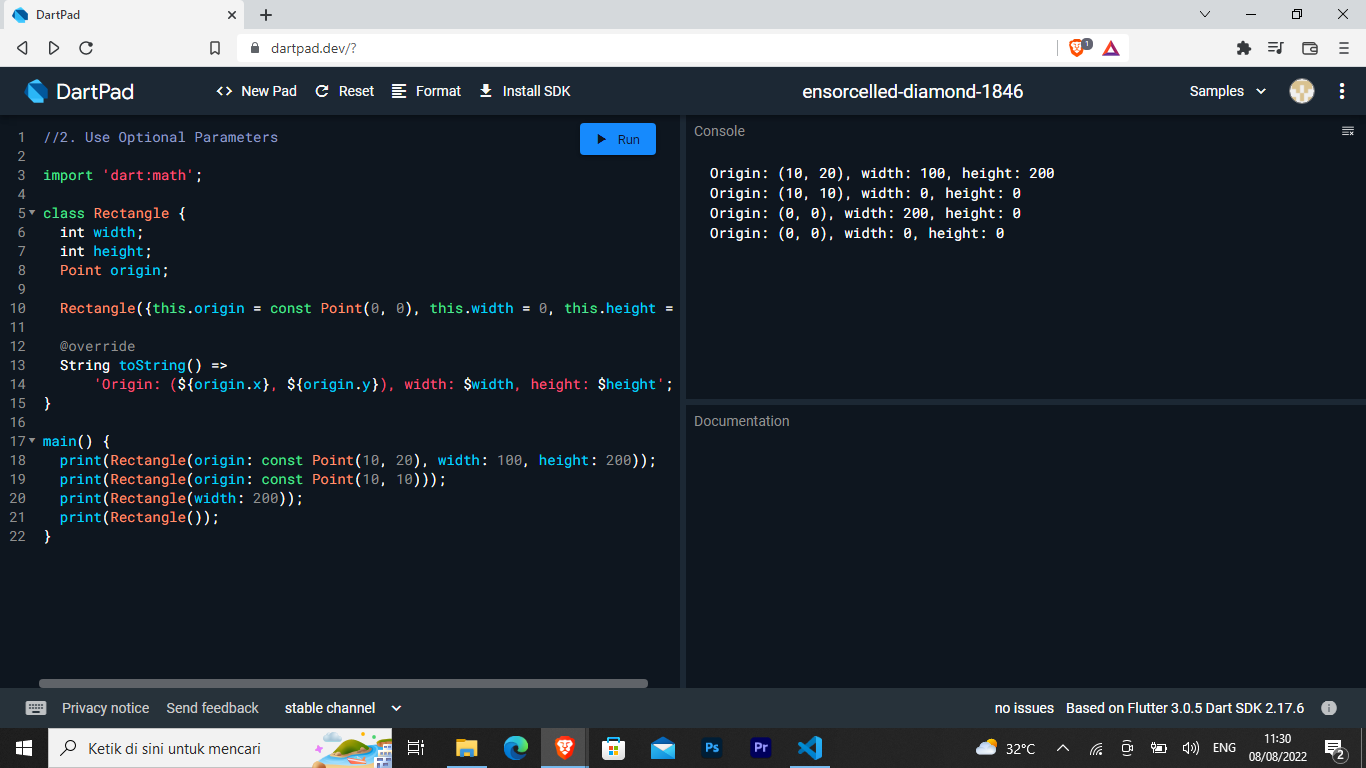 DartPad
dartpad.dev/?
1
DartPad
<> New Pad
Reset
Format
Install SDK
ensorcelled-diamond-1846
Samples
1 //2. Use Optional Parameters
2
3 import 'dart:math';
4
5 class Rectangle {
6 int width;
7 int height;
8 Point origin;
9
10 Rectangle({this.origin = const Point(0, 0), this.width = 0, this.height =
11
12 @override
13 String toString() =>
14 'Origin: (${origin.x}, ${origin.y}), width: $width, height: $height';
15 }
16
17 main() {
18 print(Rectangle(origin: const Point(10, 20), width: 100, height: 200));
19 print(Rectangle(origin: const Point(10, 10)));
20 print(Rectangle(width: 200));
21 print(Rectangle());
22 }
Run
Console
Origin: (10, 20), width: 100, height: 200
Origin: (10, 10), width: 0, height: 0
Origin: (0, 0), width: 200, height: 0
Origin: (0, 0), width: 0, height: 0
Documentation
Privacy notice
Send feedback
stable channel
no issues
Based on Flutter 3.0.5 Dart SDK 2.17.6
Ketik di sini untuk mencari
Ps
Pr
32°C
ENG
11:30
08/08/2022
2